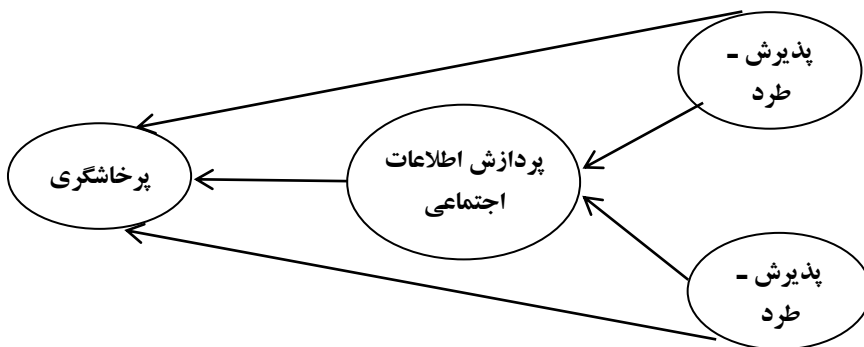 پذیرش -
طرد
پردازش اطلاعات
اجتماعی
پرخاشگری
پذیرش -
طرد